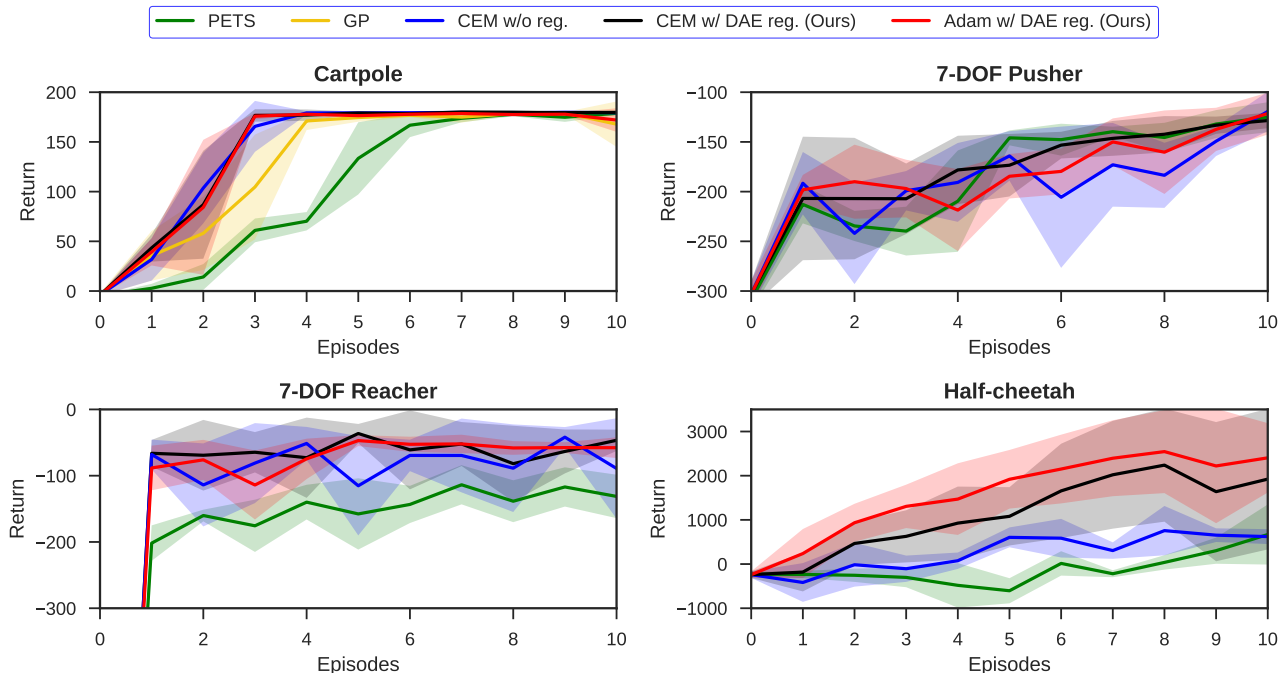 PETS GP CEM w/o reg. CEM w/ DAE reg. (Ours) Adam w/ DAE reg. (Ours)
Cartpole
200
150
100
50
0
Return
0 1 2 3 4 5 6 7 8 9 10
Episodes
7-DOF Pusher
−100
−150
−200
−250
−300
Return
0 2 4 6 8 10
Episodes
7-DOF Reacher
0
−100
−200
−300
Return
0 2 4 6 8 10
Episodes
Half-cheetah
3000
2000
1000
0
−1000
Return
0 1 2 3 4 5 6 7 8 9 10
Episodes